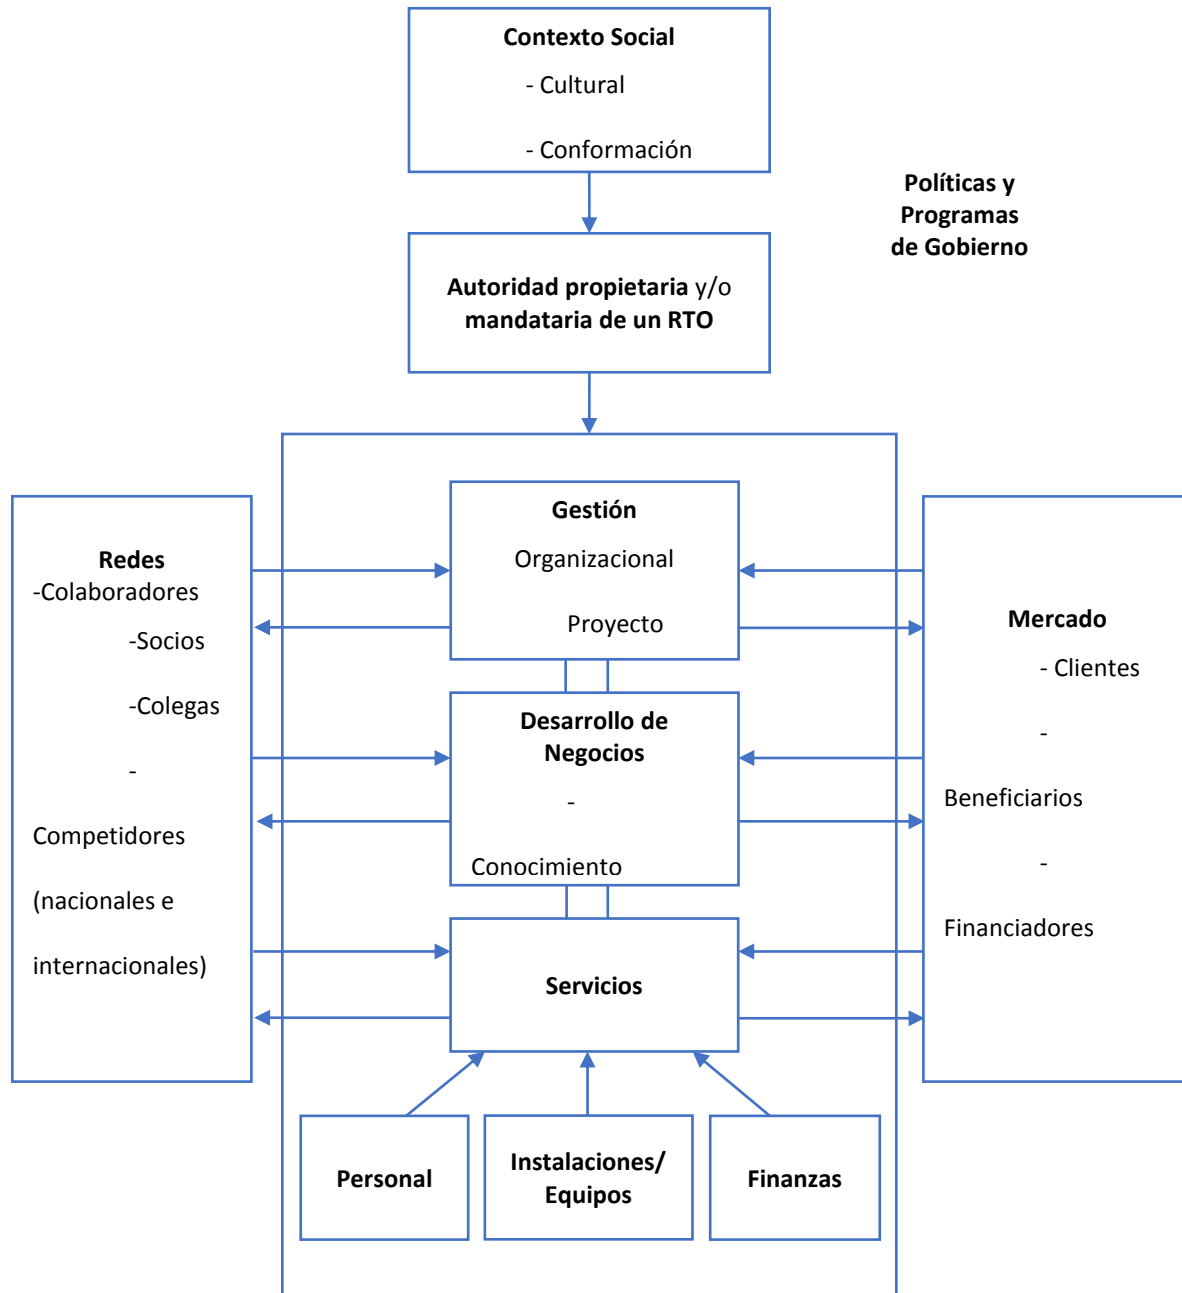 Contexto Social
- Cultural
- Conformación
Políticas y
Programas
de Gobierno
Autoridad propietaria y/o
mandataria de un RTO
Redes
-Colaboradores
-Socios
-Colegas
-
Competidores
(nacionales e
internacionales)
Gestión
Organizacional
Proyecto
Desarrollo de
Negocios
-
Conocimiento
Servicios
Mercado
- Clientes
-
Beneficiarios
-
Financiadores
Personal
Instalaciones/
Equipos
Finanzas